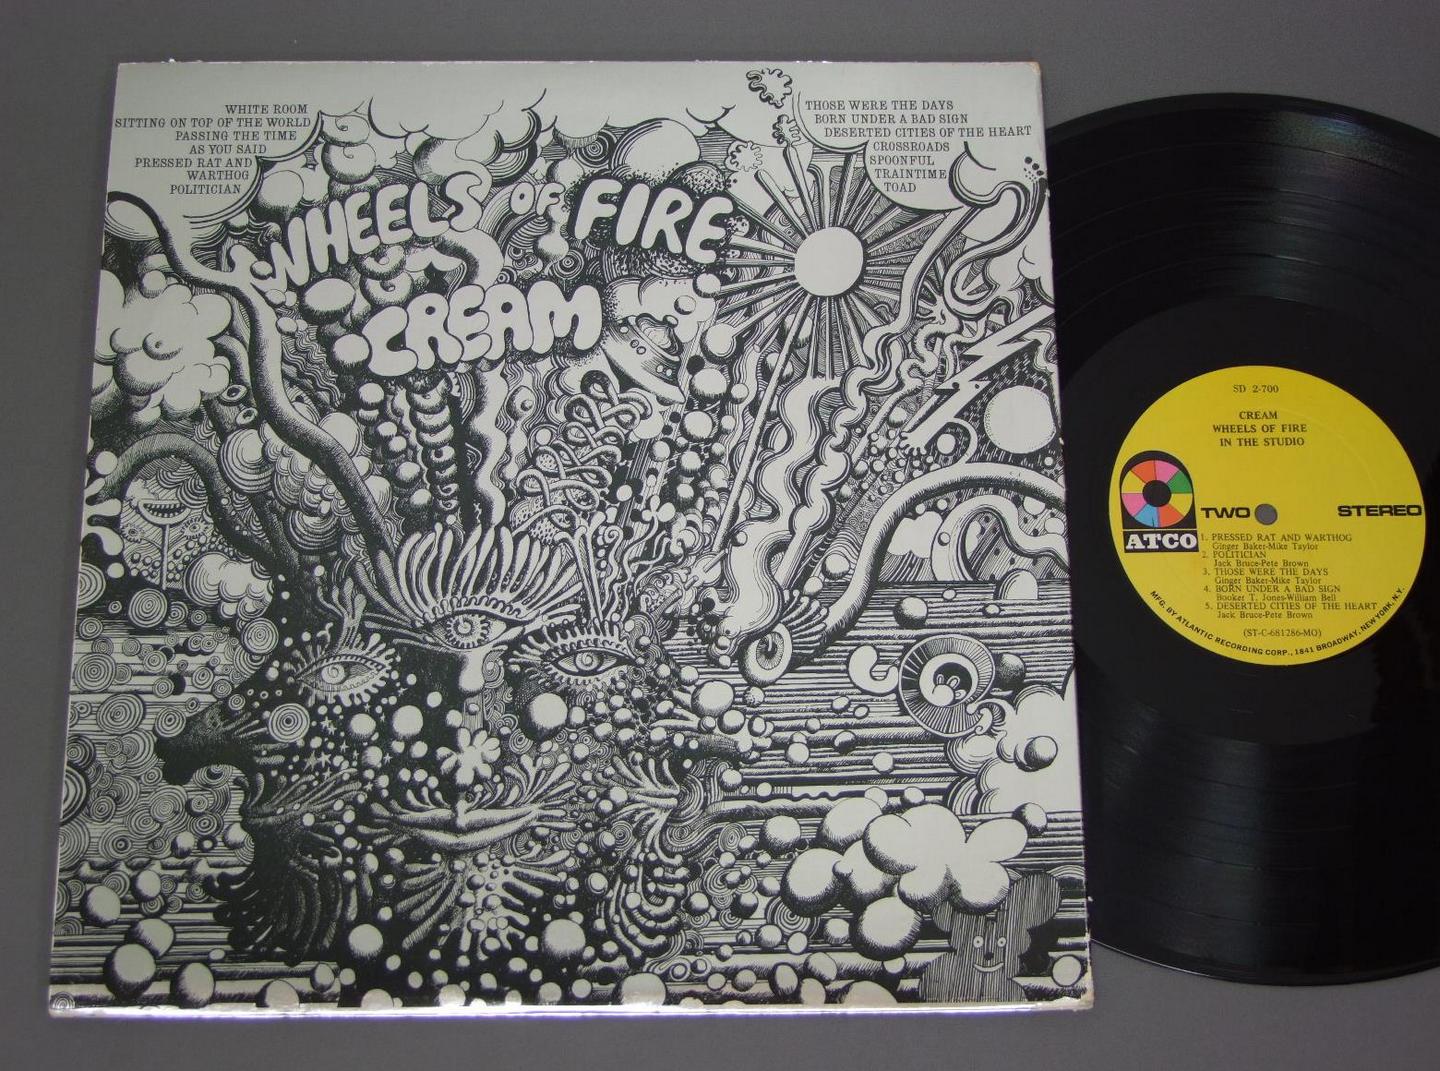 WHITE ROOM
SITTING ON TOP OF THE WORLD
PASSING THE TIME
AS YOU SAID
PRESSED RAT AND
WARTHOG
POLITICIAN
THOSE WERE THE DAYS
BORN UNDER A BAD SIGN
DESERTED CITIES OF THE HEART
CROSSROADS
SPOONFUL
TRAINTIME
TOAD
WHEELS OF FIRE
CREAM
SD 2-700
CREAM
WHEELS OF FIRE
IN THE STUDIO
ATCO
TWO
STEREO
1. PRESSED RAT AND WARTHOG
Ginger Baker-Mike Taylor
2. POLITICIAN
Jack Bruce-Pete Brown
3. THOSE WERE THE DAYS
Ginger Baker-Mike Taylor
4. BORN UNDER A BAD SIGN
Booker T. Jones-William Bell
5. DESERTED CITIES OF THE HEART
Jack Bruce-Pete Brown
(ST-C-681286-MO)
MFG. BY ATLANTIC RECORDING CORP., 1841 BROADWAY, NEW YORK, N.Y.